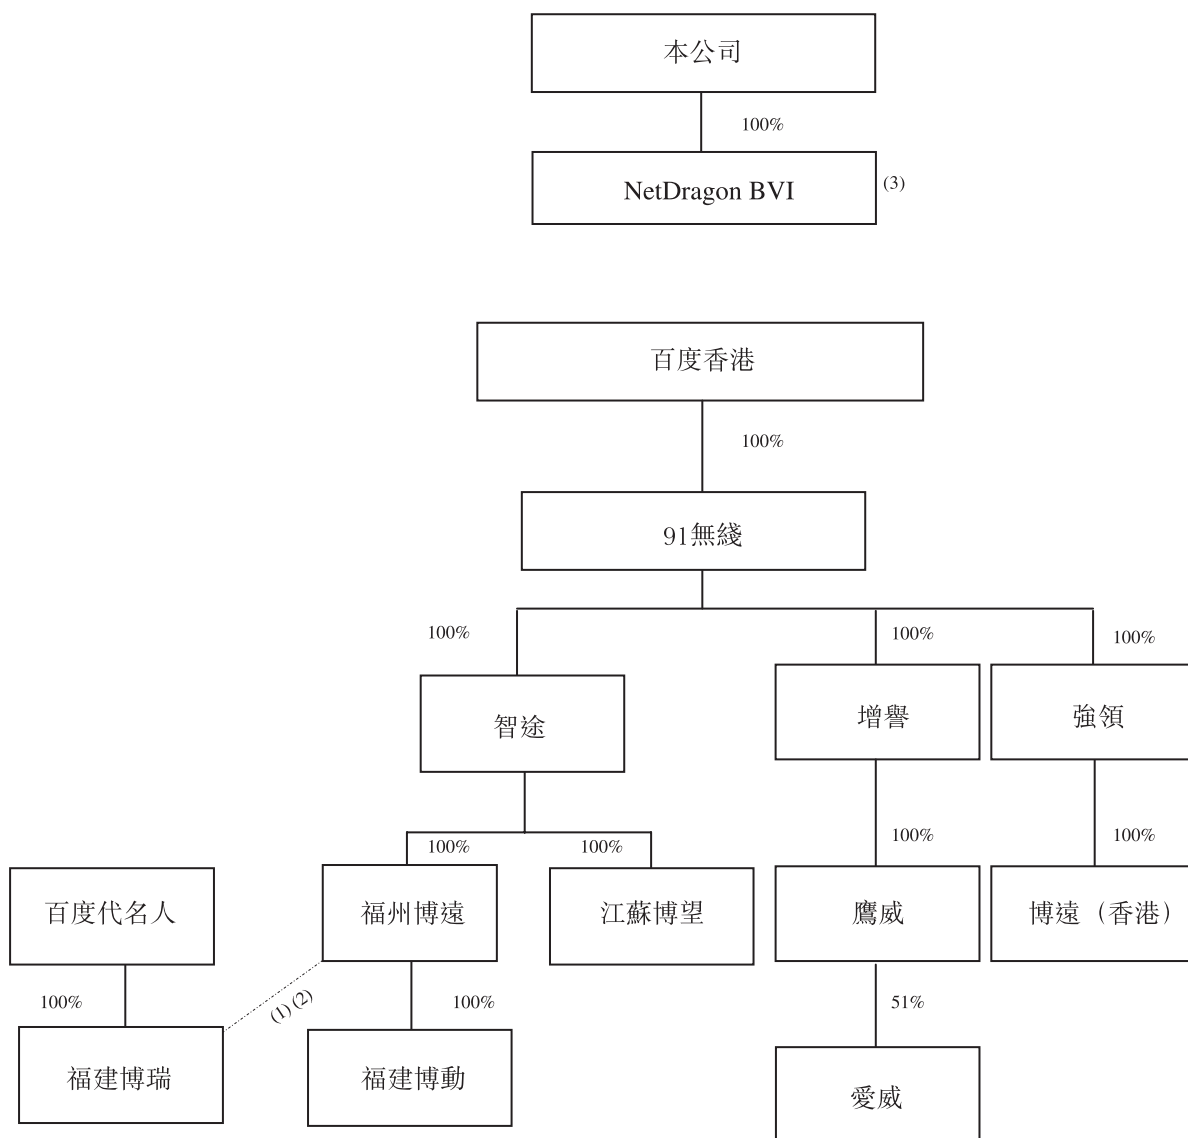 本公司
100%
NetDragon BVI
(3)
百度香港
100%
91無綫
100%
100%
100%
智途
增譽
強領
100%
100%
100%
100%
百度代名人
福州博遠
江蘇博望
鷹威
博遠（香港）
100%
(1) (2)
100%
51%
福建博瑞
福建博動
愛威